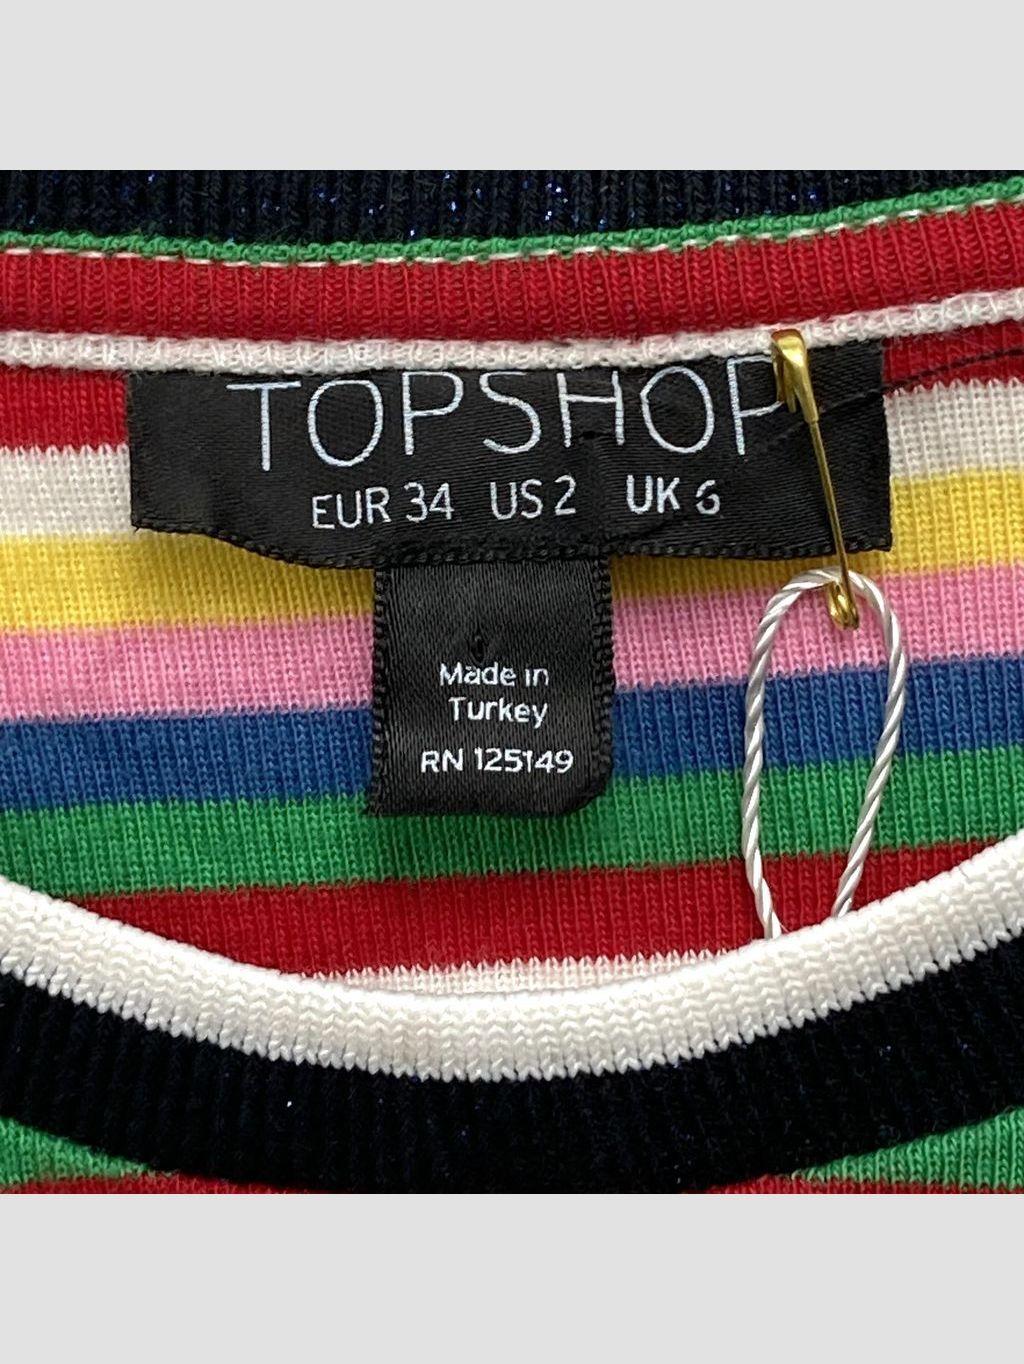 TOPSHOP
EUR 34 US 2 UK 6
Made in
Turkey
RN 125149